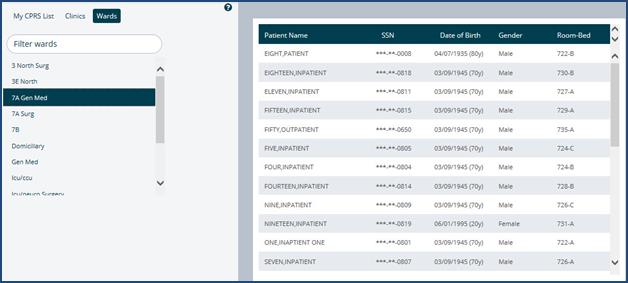 My CPRS List Clinics Wards ?
Filter wards
3 North Surg
3E North
7A Gen Med
7A Surg
7B
Domiciliary
Gen Med
Icu/ccu
Icu/neuro Surgery
Patient Name SSN Date of Birth Gender Room-Bed
EIGHT,PATIENT ***-**-0008 04/07/1935 (80y) Male 722-B
EIGHTEEN,INPATIENT ***-**-0818 03/09/1945 (70y) Male 730-B
ELEVEN,INPATIENT ***-**-0811 03/09/1945 (70y) Male 727-A
FIFTEEN,INPATIENT ***-**-0815 03/09/1945 (70y) Male 729-A
FIFTY,OUTPATIENT ***-**-0650 03/09/1945 (70y) Male 735-A
FIVE,INPATIENT ***-**-0805 03/09/1945 (70y) Male 724-C
FOUR,INPATIENT ***-**-0804 03/09/1945 (70y) Male 724-B
FOURTEEN,INPATIENT ***-**-0814 03/09/1945 (70y) Male 728-B
NINE,INPATIENT ***-**-0809 03/09/1945 (70y) Male 726-C
NINETEEN,INPATIENT ***-**-0819 06/01/1995 (20y) Female 731-A
ONE,INAPTIENT ONE ***-**-0801 03/09/1945 (70y) Male 722-A
SEVEN,INPATIENT ***-**-0807 03/09/1945 (70y) Male 726-A